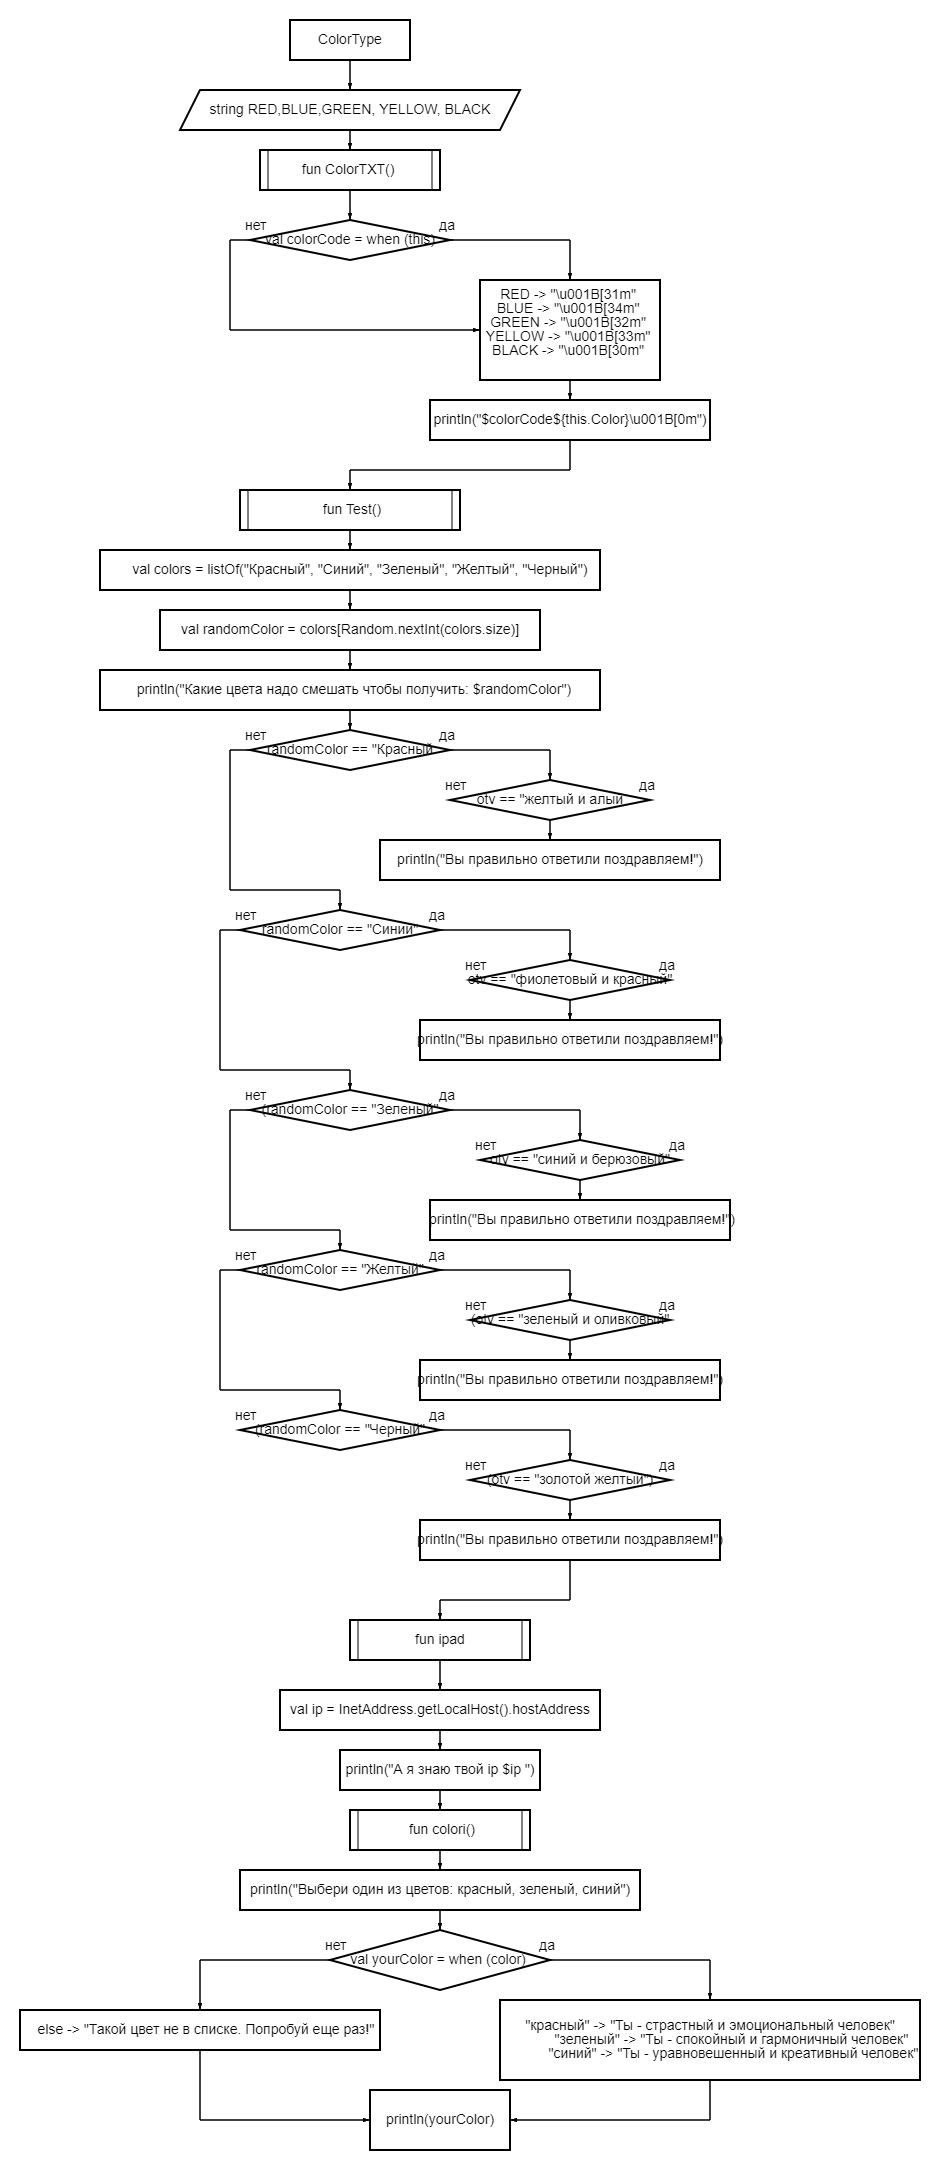 ColorType
string RED,BLUE,GREEN, YELLOW, BLACK
fun ColorTXT()
нет
да
val colorCode = when (this)
RED -> "\u001B[31m"
BLUE -> "\u001B[34m"
GREEN -> "\u001B[32m"
YELLOW -> "\u001B[33m"
BLACK -> "\u001B[30m"
println("$colorCode${this.Color}\u001B[0m")
fun Test()
val colors = listOf("Красный", "Синий", "Зеленый", "Желтый", "Черный")
val randomColor = colors[Random.nextInt(colors.size)]
println("Какие цвета надо смешать чтобы получить: $randomColor")
нет
да
randomColor == "Красный
нет
да
otv == "желтый и алый
println("Вы правильно ответили поздравляем!")
нет
да
randomColor == "Синий"
нет
да
otv == "фиолетовый и красный"
println("Вы правильно ответили поздравляем!")
нет
да
(randomColor == "Зеленый"
нет
да
otv == "синий и берюзовый"
println("Вы правильно ответили поздравляем!")
нет
да
randomColor == "Желтый"
нет
да
(otv == "зеленый и оливковый"
println("Вы правильно ответили поздравляем!")
нет
да
(randomColor == "Черный"
нет
да
(otv == "золотой желтый")
println("Вы правильно ответили поздравляем!")
fun ipad
val ip = InetAddress.getLocalHost().hostAddress
println("А я знаю твой ip $ip ")
fun colori()
println("Выбери один из цветов: красный, зеленый, синий")
нет
да
val yourColor = when (color)
else -> "Такой цвет не в списке. Попробуй еще раз!"
"красный" -> "Ты - страстный и эмоциональный человек"
"зеленый" -> "Ты - спокойный и гармоничный человек"
"синий" -> "Ты - уравновешенный и креативный человек"
println(yourColor)